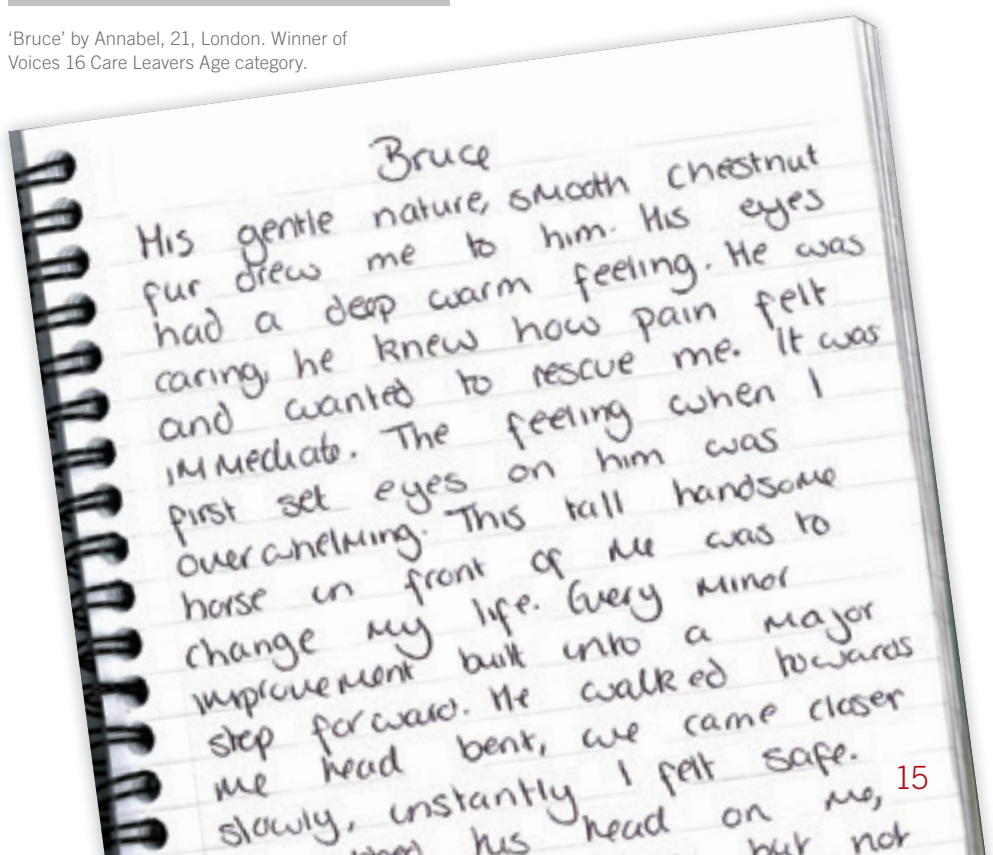 ‘Bruce’ by Annabel, 21, London. Winner of
Voices 16 Care Leavers Age category.
Bruce
His gentle nature, smooth chestnut
fur drew me to him. His eyes
had a deep warm feeling. He was
caring, he knew how pain felt
and wanted to rescue me. It was
immediate. The feeling when I
first set eyes on him was
overwhelming. This tall handsome
horse in front of me was to
change my life. Every minor
improvement built into a major
step forward. He walked towards
me head bent, we came closer
slowly, instantly I felt safe.
his head on me,
but not
15